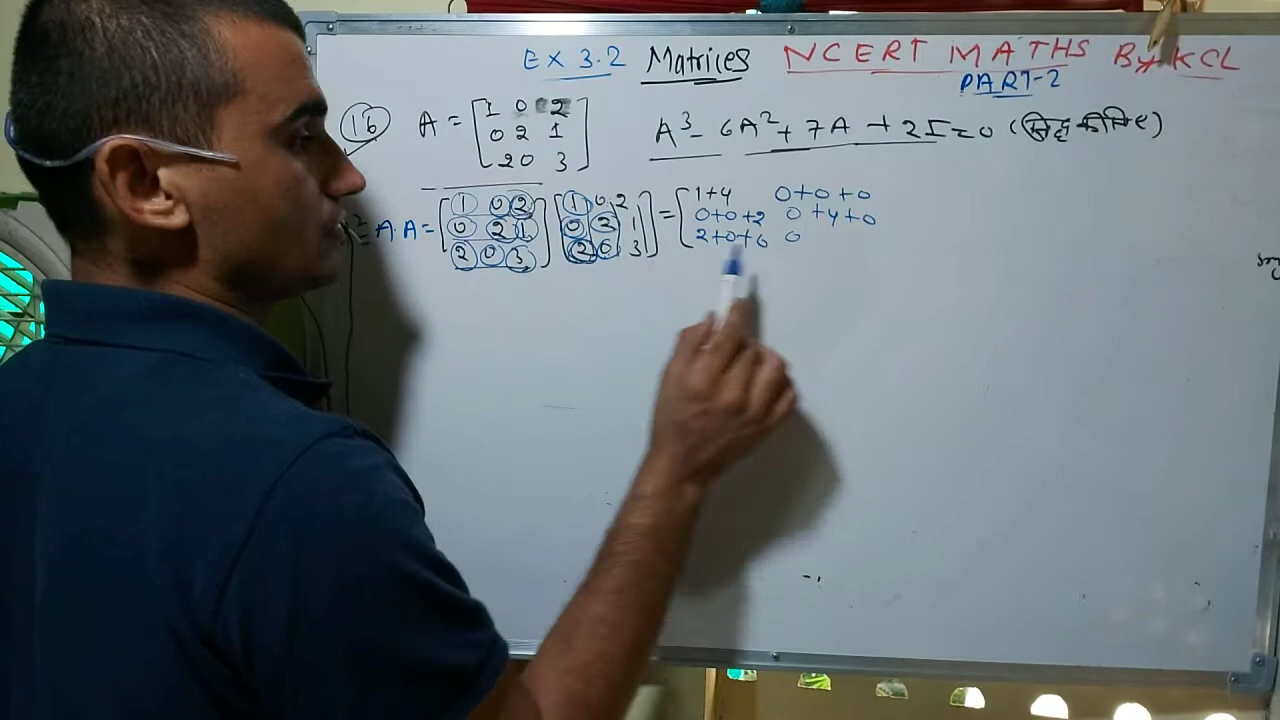 EX 3.2 Matrices NCERT MATHS By KCL
PART-2
16 A = [1 0 2
0 2 1
2 0 3] A³ - 6A² + 7A + 2I = 0 (सिद्ध कीजिए)
² = A.A = [1 0 2
0 2 1
2 0 3] [1 0 2
0 2 1
2 0 3] = [1+4 0+0+0
0+0+2 0+4+0
2+0+6 0